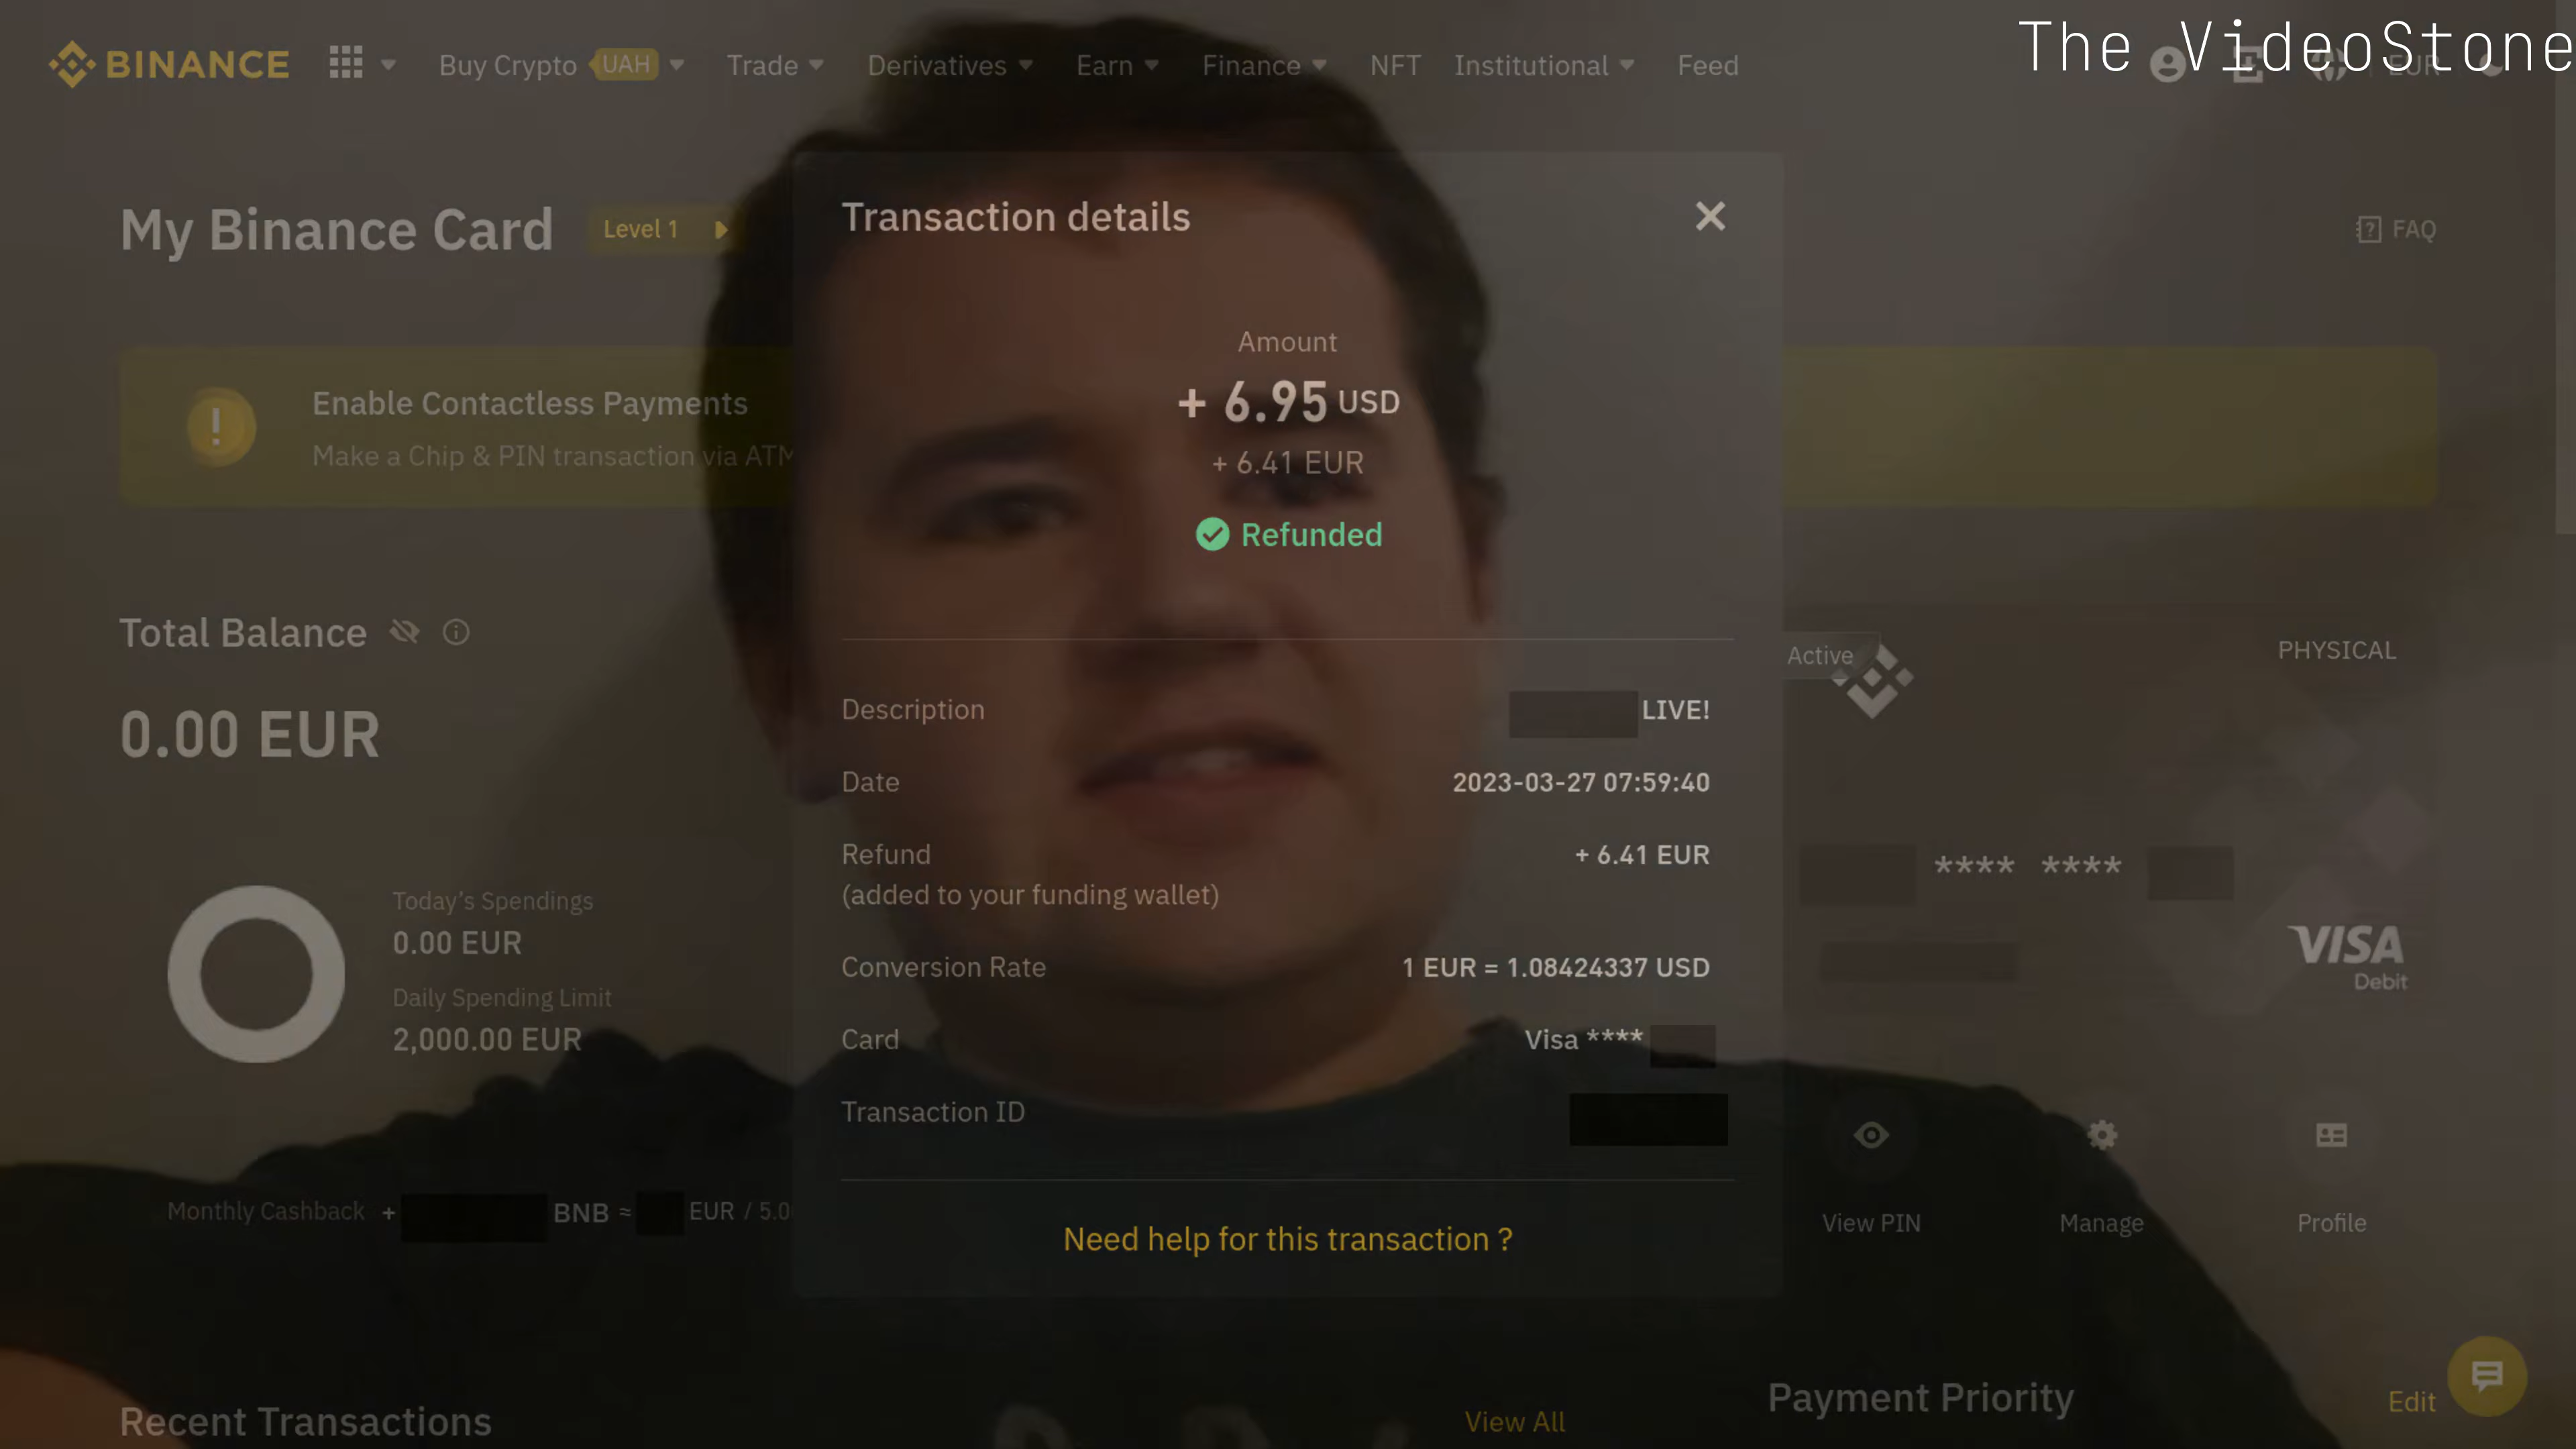 The VideoStone
BINANCE
Buy Crypto UAH Trade Derivatives Earn Finance NFT Institutional Feed EUR
My Binance Card Level 1
FAQ
Transaction details
Enable Contactless Payments
Make a Chip & PIN transaction via ATM
Amount
+ 6.95 USD
+ 6.41 EUR
Refunded
Total Balance
0.00 EUR
Today's Spendings
0.00 EUR
Daily Spending Limit
2,000.00 EUR
Monthly Cashback + BNB ≈ EUR / 5.0
Description LIVE!
Date 2023-03-27 07:59:40
Refund + 6.41 EUR
(added to your funding wallet)
Conversion Rate 1 EUR = 1.08424337 USD
Card Visa ****
Transaction ID
Need help for this transaction ?
Active
PHYSICAL
**** ****
VISA
Debit
View PIN Manage Profile
Recent Transactions
View All
Payment Priority
Edit